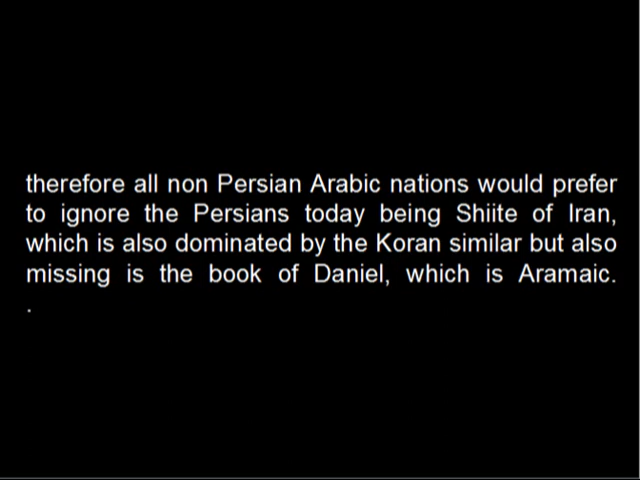 therefore all non Persian Arabic nations would prefer
to ignore the Persians today being Shiite of Iran,
which is also dominated by the Koran similar but also
missing is the book of Daniel, which is Aramaic.
.